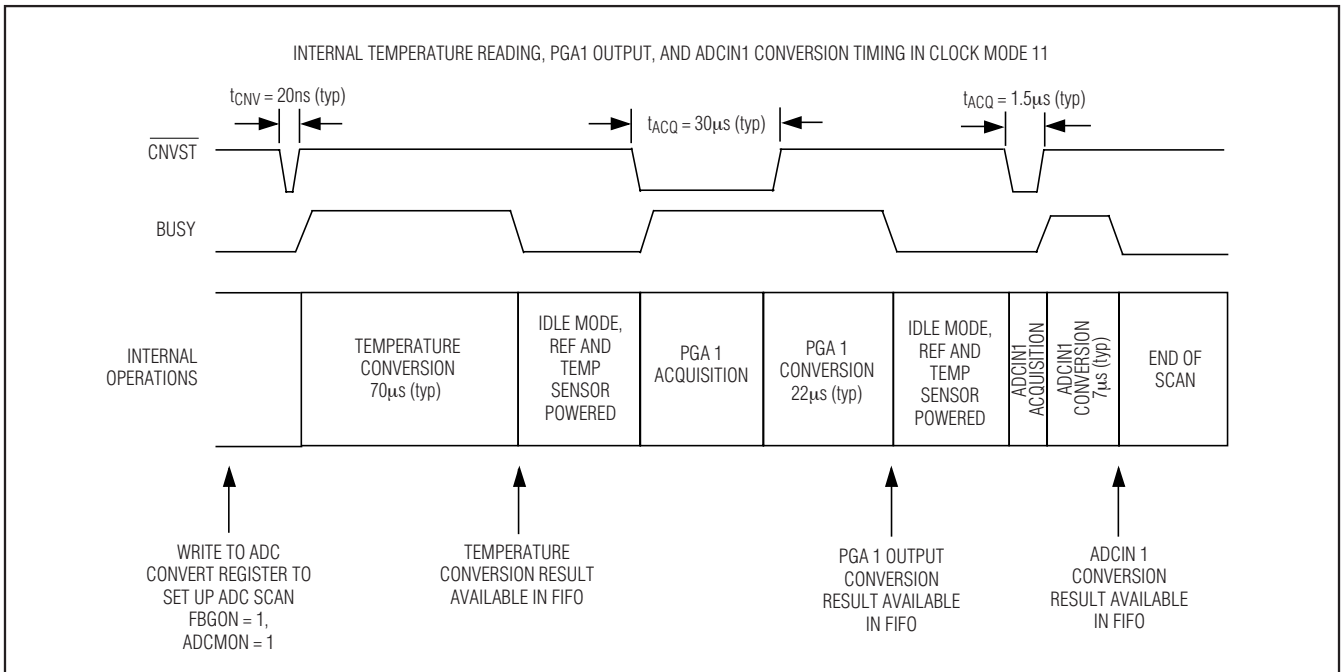 INTERNAL TEMPERATURE READING, PGA1 OUTPUT, AND ADCIN1 CONVERSION TIMING IN CLOCK MODE 11
tCNV = 20ns (typ)
tACQ = 30µs (typ)
tACQ = 1.5µs (typ)
CNVST
BUSY
INTERNAL
OPERATIONS
TEMPERATURE
CONVERSION
70µs (typ)
IDLE MODE,
REF AND
TEMP
SENSOR
POWERED
PGA 1
ACQUISITION
PGA 1
CONVERSION
22µs (typ)
IDLE MODE,
REF AND
TEMP
SENSOR
POWERED
ADCIN1
ACQUISITION
ADCIN1
CONVERSION
7µs (typ)
END OF
SCAN
WRITE TO ADC
CONVERT REGISTER TO
SET UP ADC SCAN
FBGON = 1,
ADCMON = 1
TEMPERATURE
CONVERSION RESULT
AVAILABLE IN FIFO
PGA 1 OUTPUT
CONVERSION
RESULT AVAILABLE
IN FIFO
ADCIN 1
CONVERSION
RESULT AVAILABLE
IN FIFO